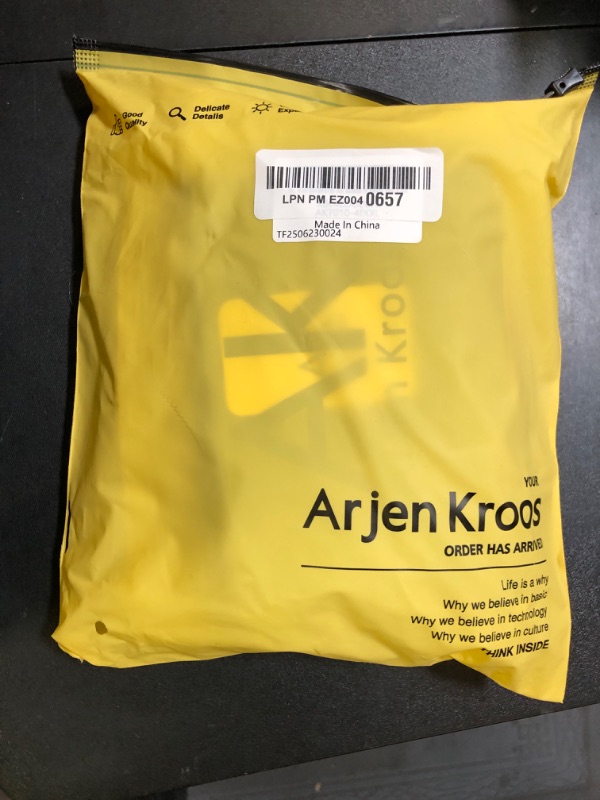 Good
Quality
Delicate
Details
LPN PM EZ004 0657
Made In China
TF2506230024
Kroo
YOUR
Arjen Kroos
ORDER HAS ARRIVED
Life is a why
Why we believe in basic
Why we believe in technology
Why we believe in culture
THINK INSIDE